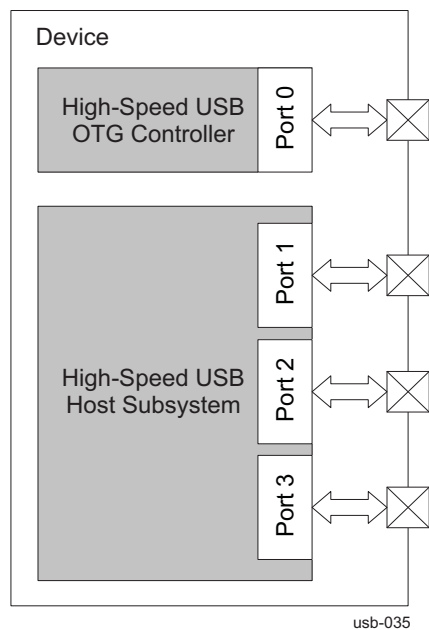 Device
High-Speed USB
OTG Controller
Port 0
Port 1
High-Speed USB
Host Subsystem
Port 2
Port 3
usb-035